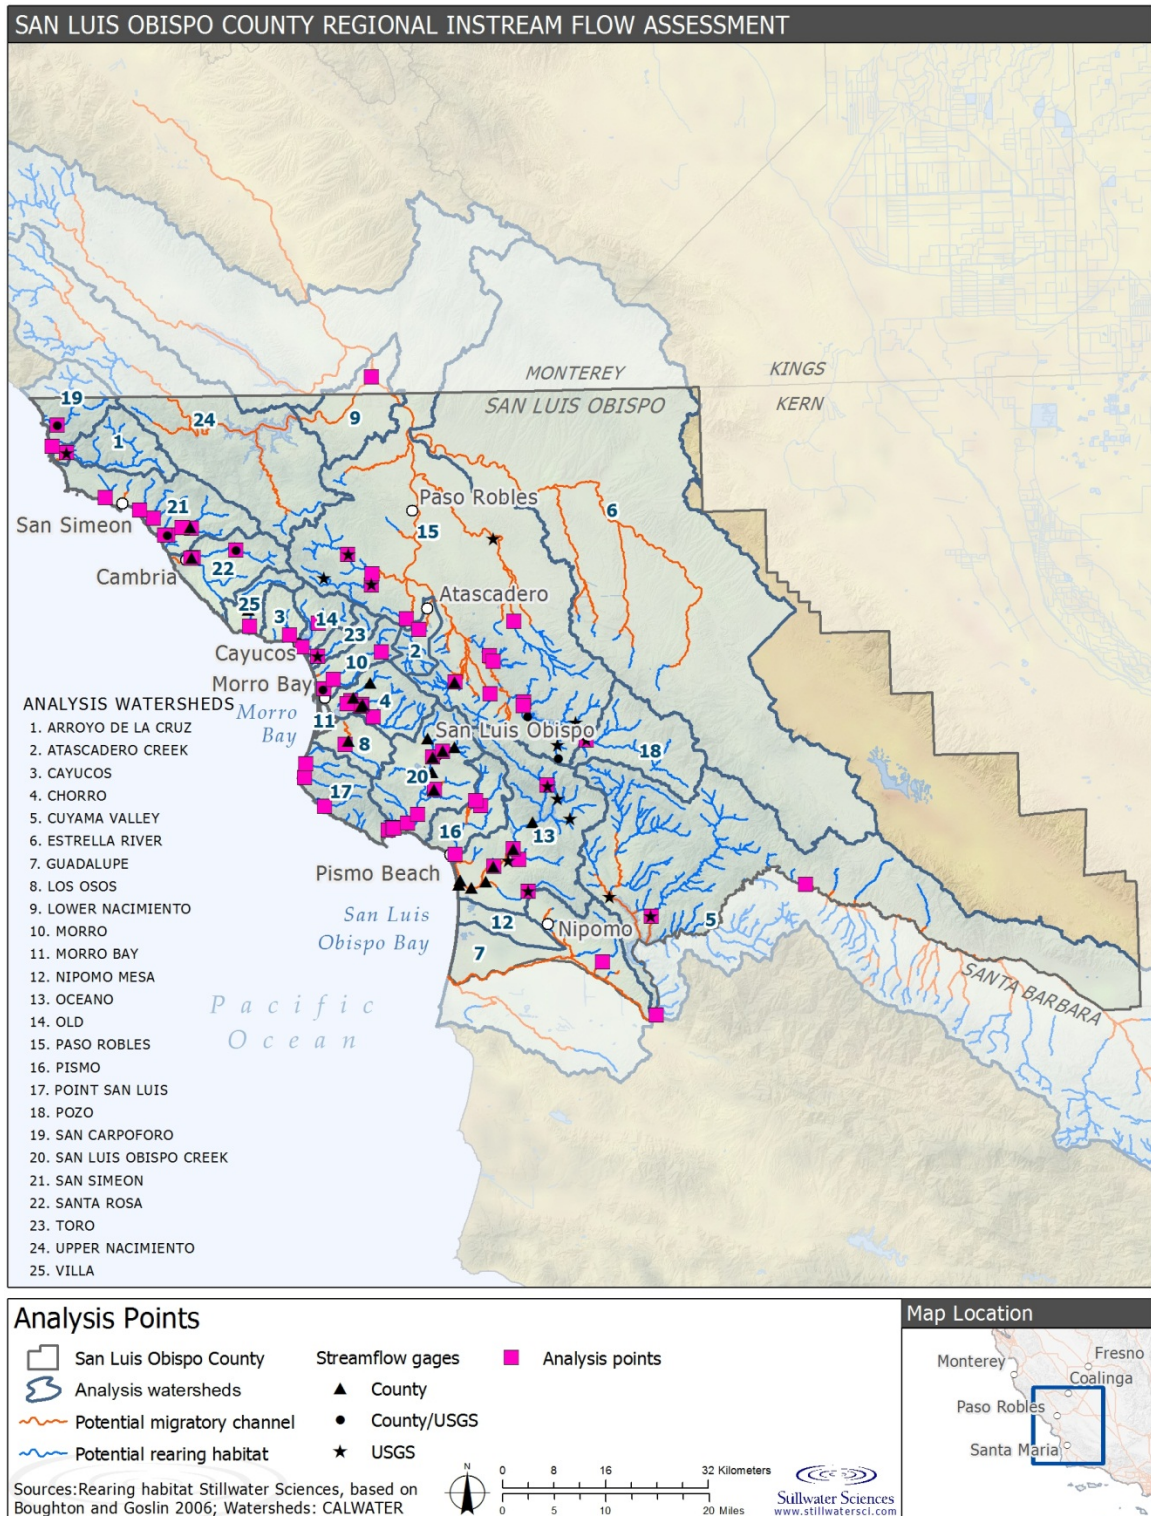 SAN LUIS OBISPO COUNTY REGIONAL INSTREAM FLOW ASSESSMENT
MONTEREY
KINGS
SAN LUIS OBISPO
KERN
19
24
9
1
Paso Robles
6
21
15
San Simeon
22
Cambria
Atascadero
25
3
14
23
2
Cayucos
10
Morro Bay
4
ANALYSIS WATERSHEDS
Morro
Bay
11
San Luis Obispo
8
18
20
17
13
16
Pismo Beach
San Luis
Obispo Bay
12
Nipomo
5
7
SANTA BARBARA
Pacific
Ocean
1. ARROYO DE LA CRUZ
2. ATASCADERO CREEK
3. CAYUCOS
4. CHORRO
5. CUYAMA VALLEY
6. ESTRELLA RIVER
7. GUADALUPE
8. LOS OSOS
9. LOWER NACIMIENTO
10. MORRO
11. MORRO BAY
12. NIPOMO MESA
13. OCEANO
14. OLD
15. PASO ROBLES
16. PISMO
17. POINT SAN LUIS
18. POZO
19. SAN CARPOFORO
20. SAN LUIS OBISPO CREEK
21. SAN SIMEON
22. SANTA ROSA
23. TORO
24. UPPER NACIMIENTO
25. VILLA
Analysis Points
San Luis Obispo County
Analysis watersheds
Potential migratory channel
Potential rearing habitat
Streamflow gages
County
County/USGS
USGS
Analysis points
Sources:Rearing habitat Stillwater Sciences, based on
Boughton and Goslin 2006; Watersheds: CALWATER
N
0 8 16 32 Kilometers
0 5 10 20 Miles
Stillwater Sciences
www.stillwatersci.com
Map Location
Monterey
Fresno
Coalinga
Paso Robles
Santa Maria